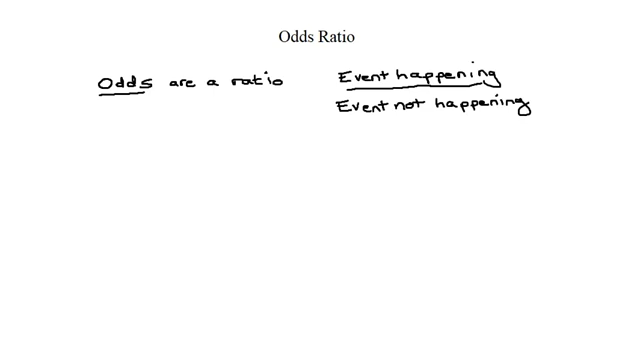 Odds Ratio
Odds are a ratio
Event happening
Event not happening